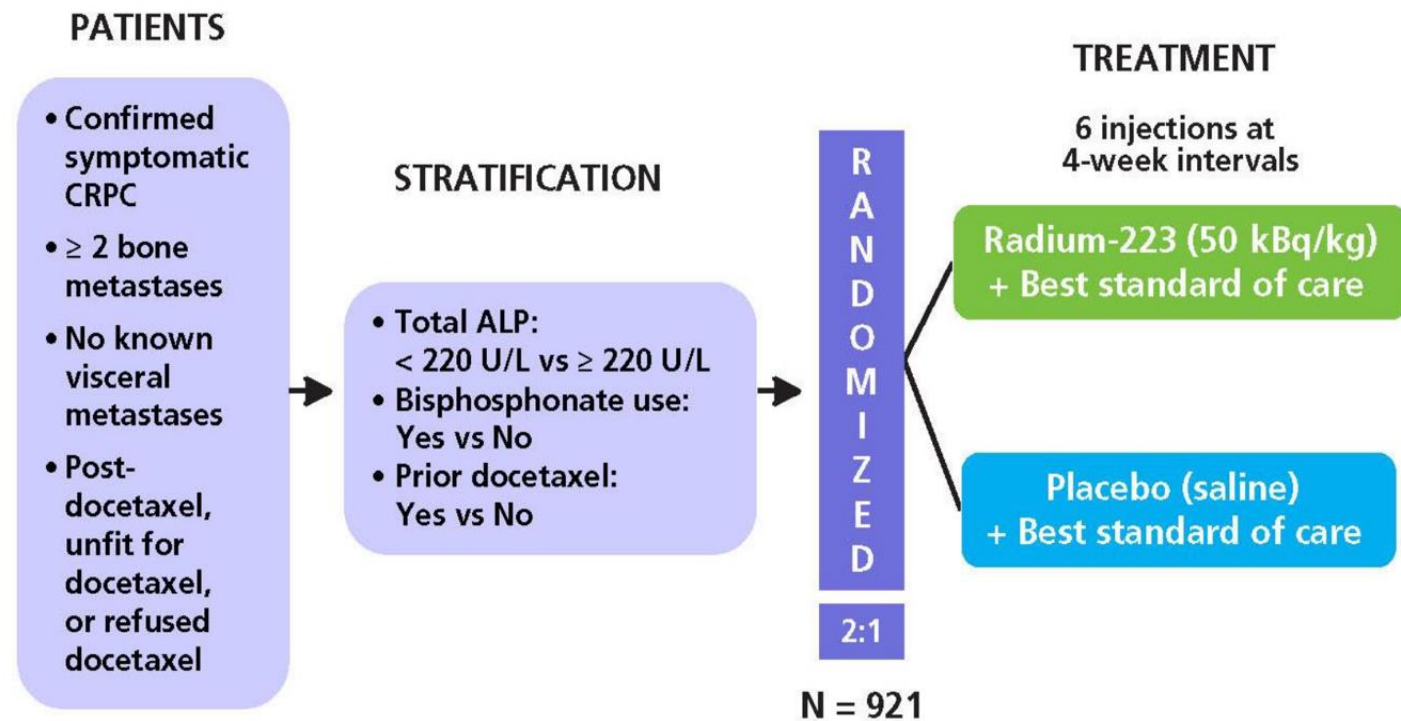 PATIENTS
• Confirmed
symptomatic
CRPC
• ≥ 2 bone
metastases
• No known
visceral
metastases
• Post-
docetaxel,
unfit for
docetaxel,
or refused
docetaxel
STRATIFICATION
• Total ALP:
< 220 U/L vs ≥ 220 U/L
• Bisphosphonate use:
Yes vs No
• Prior docetaxel:
Yes vs No
RANDOMIZED
2:1
N = 921
TREATMENT
6 injections at
4-week intervals
Radium-223 (50 kBq/kg)
+ Best standard of care
Placebo (saline)
+ Best standard of care